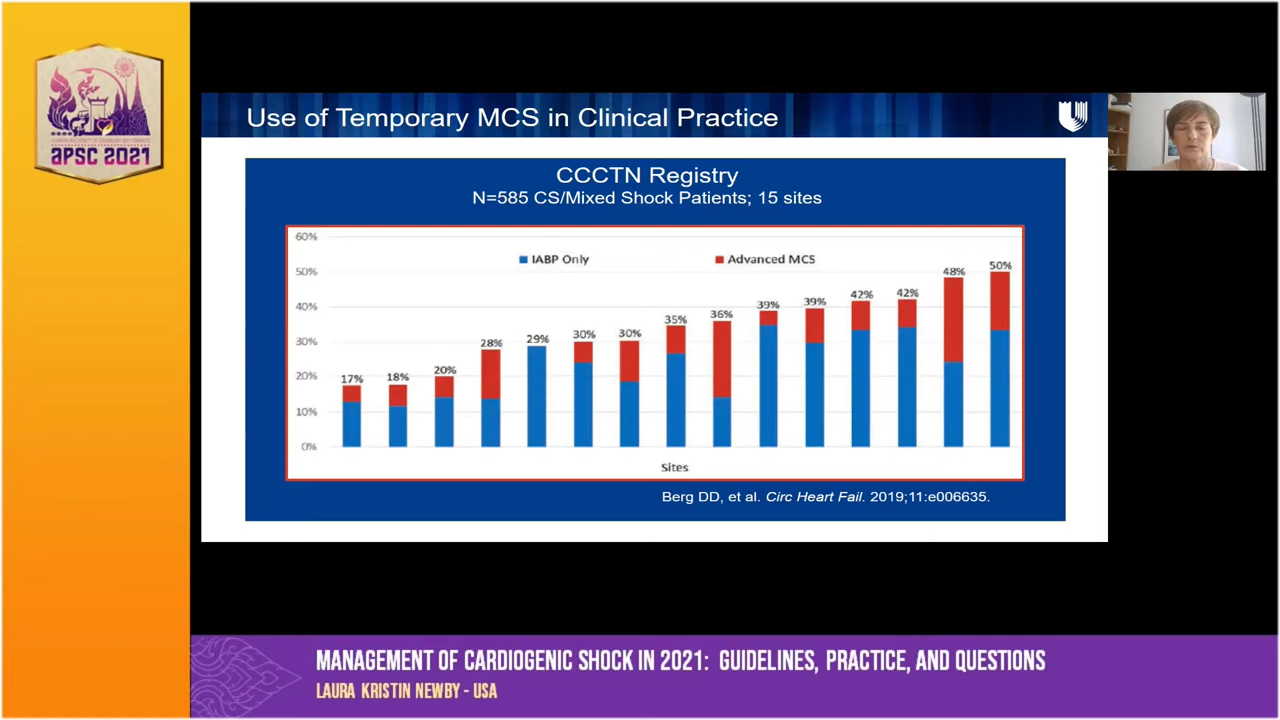 APSC 2021
Use of Temporary MCS in Clinical Practice
CCCTN Registry
N=585 CS/Mixed Shock Patients; 15 sites
60%
50%
40%
30%
20%
10%
0%
IABP Only
Advanced MCS
17%
18%
20%
28%
29%
30%
30%
35%
36%
39%
39%
42%
42%
48%
50%
Sites
Berg DD, et al. Circ Heart Fail. 2019;11:e006635.
MANAGEMENT OF CARDIOGENIC SHOCK IN 2021: GUIDELINES, PRACTICE, AND QUESTIONS
LAURA KRISTIN NEWBY - USA